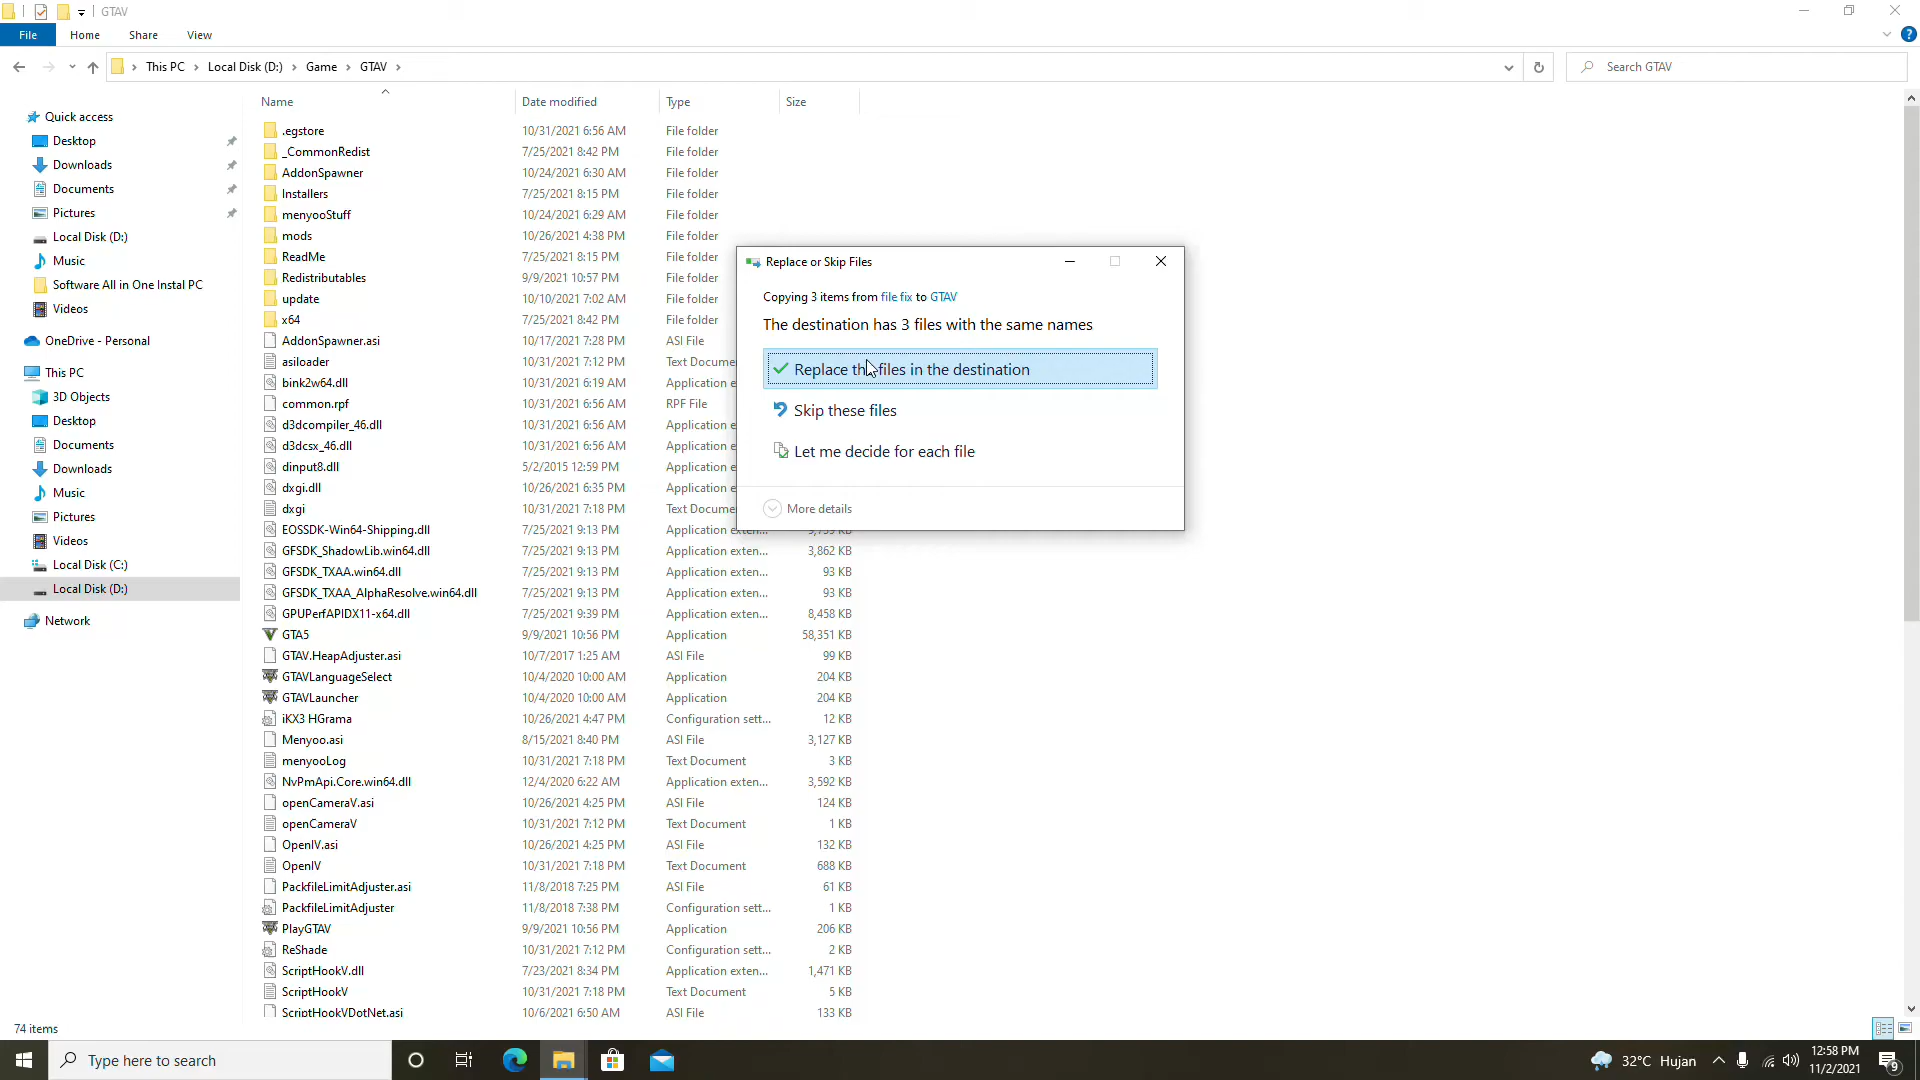 GTAV
File Home Share View
This PC Local Disk (D:) Game GTAV
Search GTAV
Name Date modified Type Size
Quick access
Desktop
Downloads
Documents
Pictures
Local Disk (D:)
Music
Software All in One Instal PC
Videos
OneDrive - Personal
This PC
3D Objects
Desktop
Documents
Downloads
Music
Pictures
Videos
Local Disk (C:)
Local Disk (D:)
Network
.egstore 10/31/2021 6:56 AM File folder
_CommonRedist 7/25/2021 8:42 PM File folder
AddonSpawner 10/24/2021 6:30 AM File folder
Installers 7/25/2021 8:15 PM File folder
menyooStuff 10/24/2021 6:29 AM File folder
mods 10/26/2021 4:38 PM File folder
ReadMe 7/25/2021 8:15 PM File folder
Redistributables 9/9/2021 10:57 PM File folder
update 10/10/2021 7:02 AM File folder
x64 7/25/2021 8:42 PM File folder
AddonSpawner.asi 10/17/2021 7:28 PM ASI File
asiloader 10/31/2021 7:12 PM Text Docume
bink2w64.dll 10/31/2021 6:19 AM Application e
common.rpf 10/31/2021 6:56 AM RPF File
d3dcompiler_46.dll 10/31/2021 6:56 AM Application e
d3dcsx_46.dll 10/31/2021 6:56 AM Application e
dinput8.dll 5/2/2015 12:59 PM Application e
dxgi.dll 10/26/2021 6:35 PM Application e
dxgi 10/31/2021 7:18 PM Text Docume
EOSSDK-Win64-Shipping.dll 7/25/2021 9:13 PM Application exten...
GFSDK_ShadowLib.win64.dll 7/25/2021 9:13 PM Application exten... 3,862 KB
GFSDK_TXAA.win64.dll 7/25/2021 9:13 PM Application exten... 93 KB
GFSDK_TXAA_AlphaResolve.win64.dll 7/25/2021 9:13 PM Application exten... 93 KB
GPUPerfAPIDX11-x64.dll 7/25/2021 9:39 PM Application exten... 8,458 KB
GTA5 9/9/2021 10:56 PM Application 58,351 KB
GTAV.HeapAdjuster.asi 10/7/2017 1:25 AM ASI File 99 KB
GTAVLanguageSelect 10/4/2020 10:00 AM Application 204 KB
GTAVLauncher 10/4/2020 10:00 AM Application 204 KB
iKX3 HGrama 10/26/2021 4:47 PM Configuration sett... 12 KB
Menyoo.asi 8/15/2021 8:40 PM ASI File 3,127 KB
menyooLog 10/31/2021 7:18 PM Text Document 3 KB
NvPmApi.Core.win64.dll 12/4/2020 6:22 AM Application exten... 3,592 KB
openCameraV.asi 10/26/2021 4:25 PM ASI File 124 KB
openCameraV 10/31/2021 7:12 PM Text Document 1 KB
OpenIV.asi 10/26/2021 4:25 PM ASI File 132 KB
OpenIV 10/31/2021 7:18 PM Text Document 688 KB
PackfileLimitAdjuster.asi 11/8/2018 7:25 PM ASI File 61 KB
PackfileLimitAdjuster 11/8/2018 7:38 PM Configuration sett... 1 KB
PlayGTAV 9/9/2021 10:56 PM Application 206 KB
ReShade 10/31/2021 7:12 PM Configuration sett... 2 KB
ScriptHookV.dll 7/23/2021 8:34 PM Application exten... 1,471 KB
ScriptHookV 10/31/2021 7:18 PM Text Document 5 KB
ScriptHookVDotNet.asi 10/6/2021 6:50 AM ASI File 133 KB
Replace or Skip Files
Copying 3 items from file fix to GTAV
The destination has 3 files with the same names
Replace the files in the destination
Skip these files
Let me decide for each file
More details
74 items
Type here to search
32°C Hujan
12:58 PM
11/2/2021
9